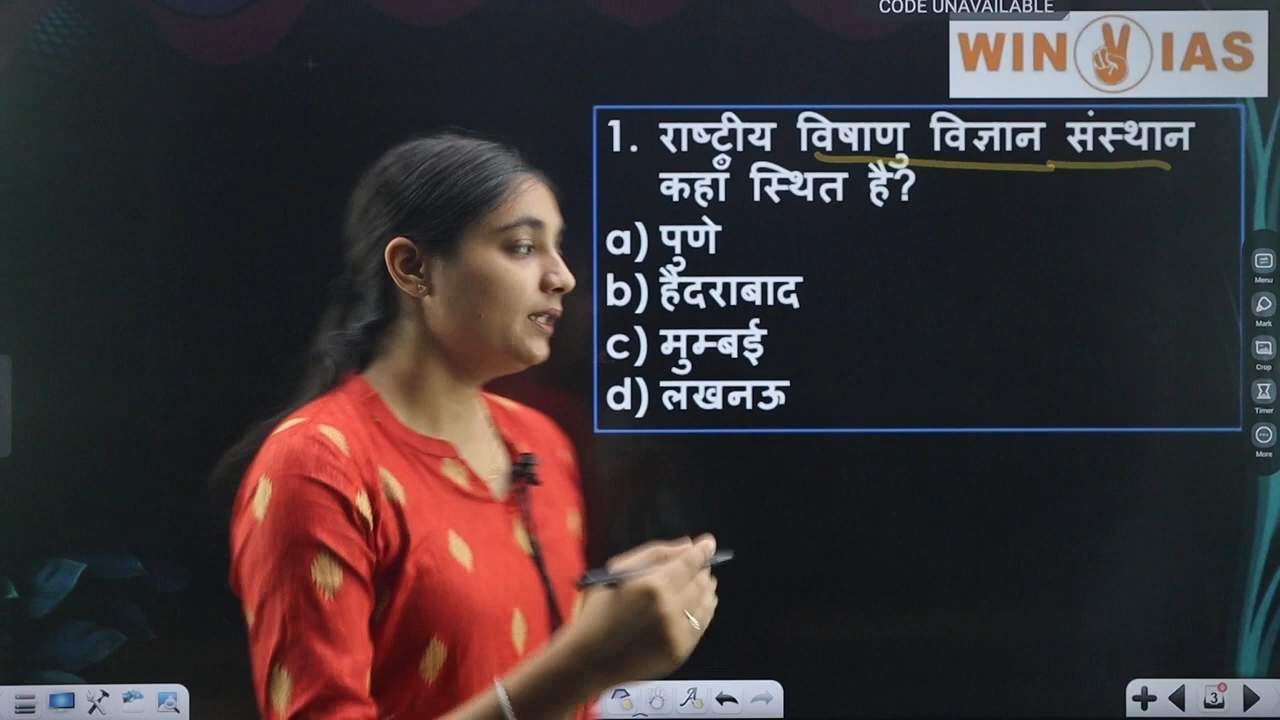 CODE UNAVAILABLE
WIN IAS
1. राष्ट्रीय विषाणु विज्ञान संस्थान
कहाँ स्थित है?
a) पुणे
b) हैदराबाद
c) मुम्बई
d) लखनऊ
Menu
Mark
Crop
Timer
More
3